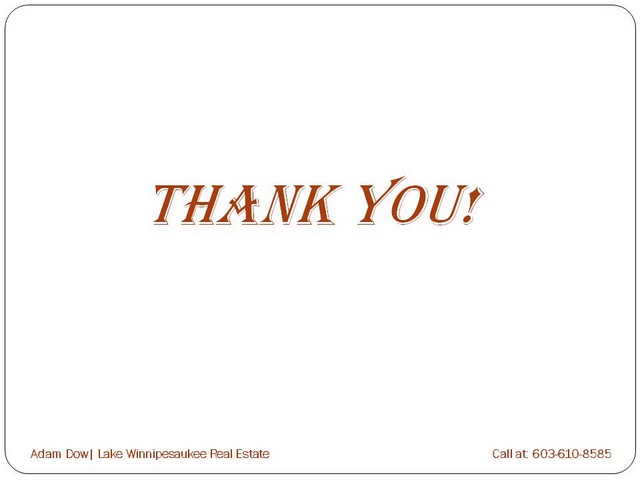 THANK YOU!
Adam Dow| Lake Winnipesaukee Real Estate
Call at: 603-610-8585